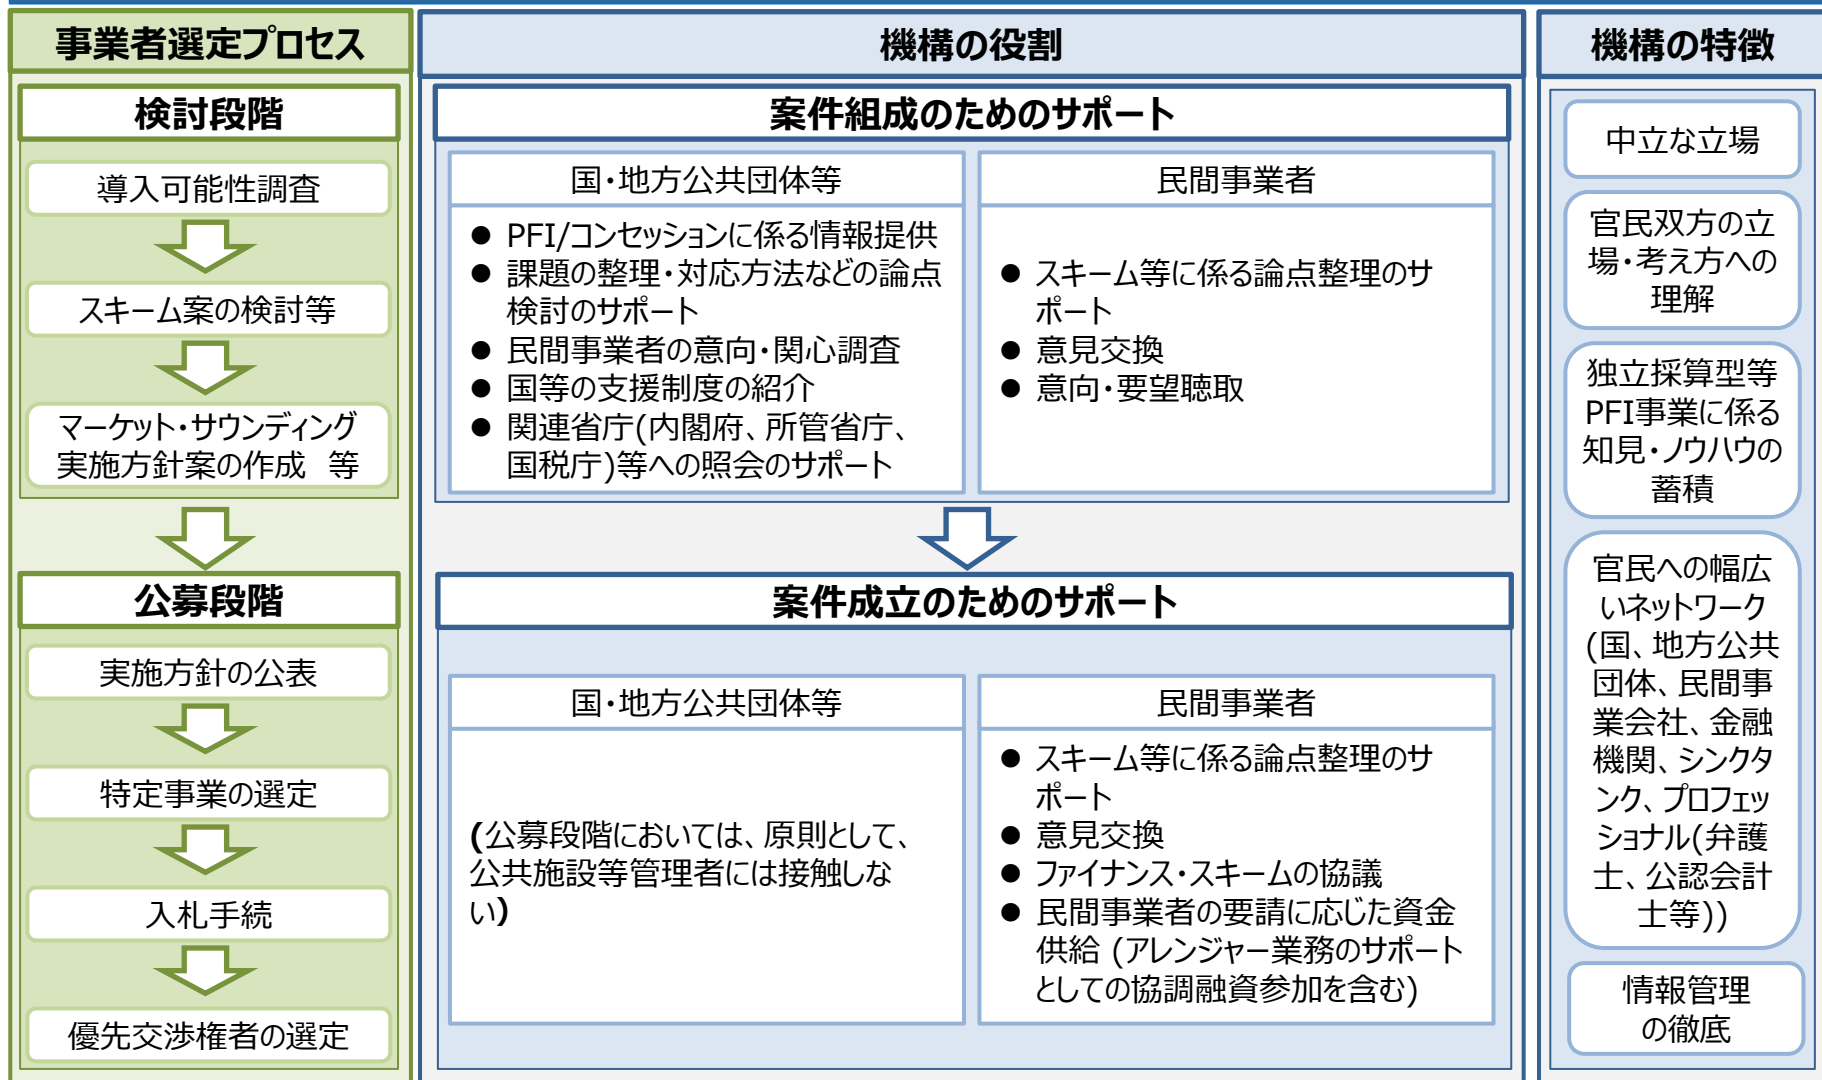 事業者選定プロセス
検討段階
導入可能性調査
スキーム案の検討等
マーケット・サウンディング
実施方針案の作成 等
公募段階
実施方針の公表
特定事業の選定
入札手続
優先交渉権者の選定
機構の役割
案件組成のためのサポート
国・地方公共団体等
● PFI/コンセッションに係る情報提供
● 課題の整理・対応方法などの論点
検討のサポート
● 民間事業者の意向・関心調査
● 国等の支援制度の紹介
● 関連省庁(内閣府、所管省庁、
国税庁)等への照会のサポート
民間事業者
● スキーム等に係る論点整理のサ
ポート
● 意見交換
● 意向・要望聴取
案件成立のためのサポート
国・地方公共団体等
(公募段階においては、原則として、
公共施設等管理者には接触しな
い)
民間事業者
● スキーム等に係る論点整理のサ
ポート
● 意見交換
● ファイナンス・スキームの協議
● 民間事業者の要請に応じた資金
供給 (アレンジャー業務のサポート
としての協調融資参加を含む)
機構の特徴
中立な立場
官民双方の立
場・考え方への
理解
独立採算型等
PFI事業に係る
知見・ノウハウの
蓄積
官民への幅広
いネットワーク
(国、地方公共
団体、民間事
業会社、金融
機関、シンクタ
ンク、プロフェッ
ショナル(弁護
士、公認会計
士等))
情報管理
の徹底